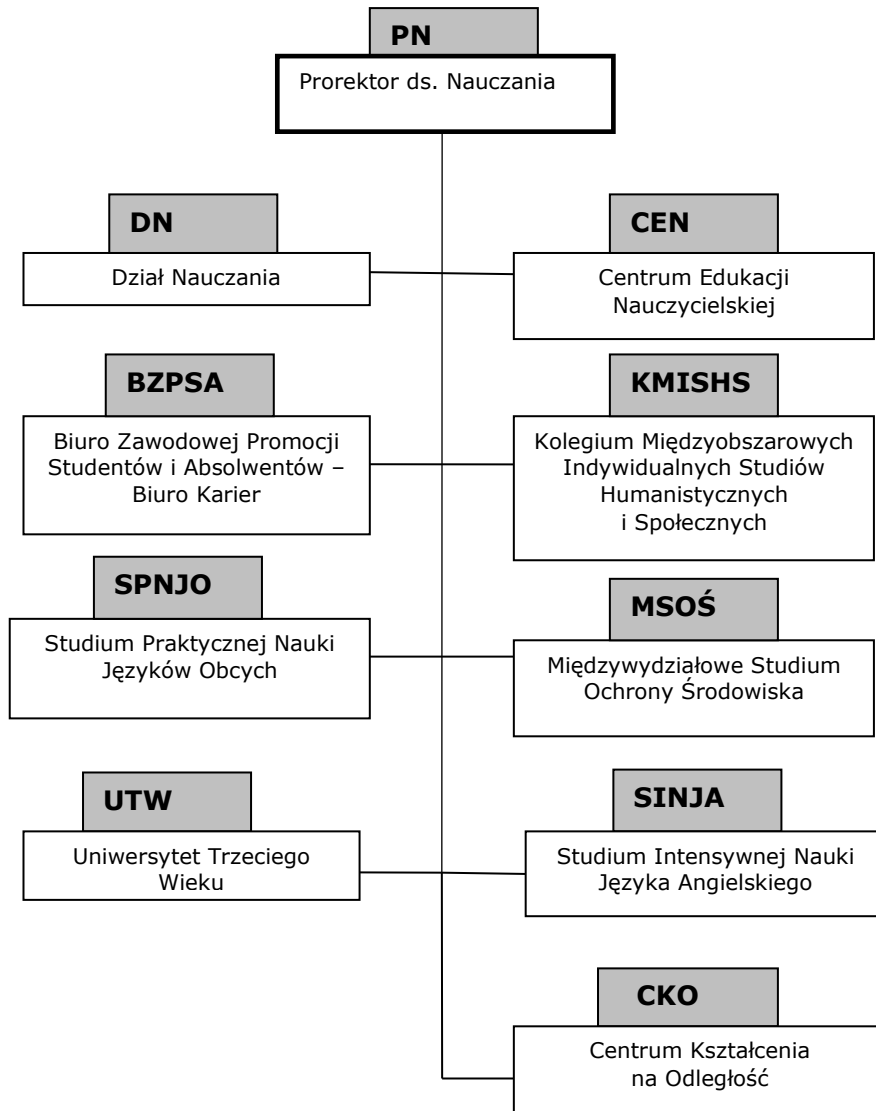 PN
Prorektor ds. Nauczania
DN
Dział Nauczania
CEN
Centrum Edukacji
Nauczycielskiej
BZPSA
Biuro Zawodowej Promocji
Studentów i Absolwentów –
Biuro Karier
KMISHS
Kolegium Międzyobszarowych
Indywidualnych Studiów
Humanistycznych
i Społecznych
SPNJO
Studium Praktycznej Nauki
Języków Obcych
MSOŚ
Międzywydziałowe Studium
Ochrony Środowiska
UTW
Uniwersytet Trzeciego
Wieku
SINJA
Studium Intensywnej Nauki
Języka Angielskiego
CKO
Centrum Kształcenia
na Odległość